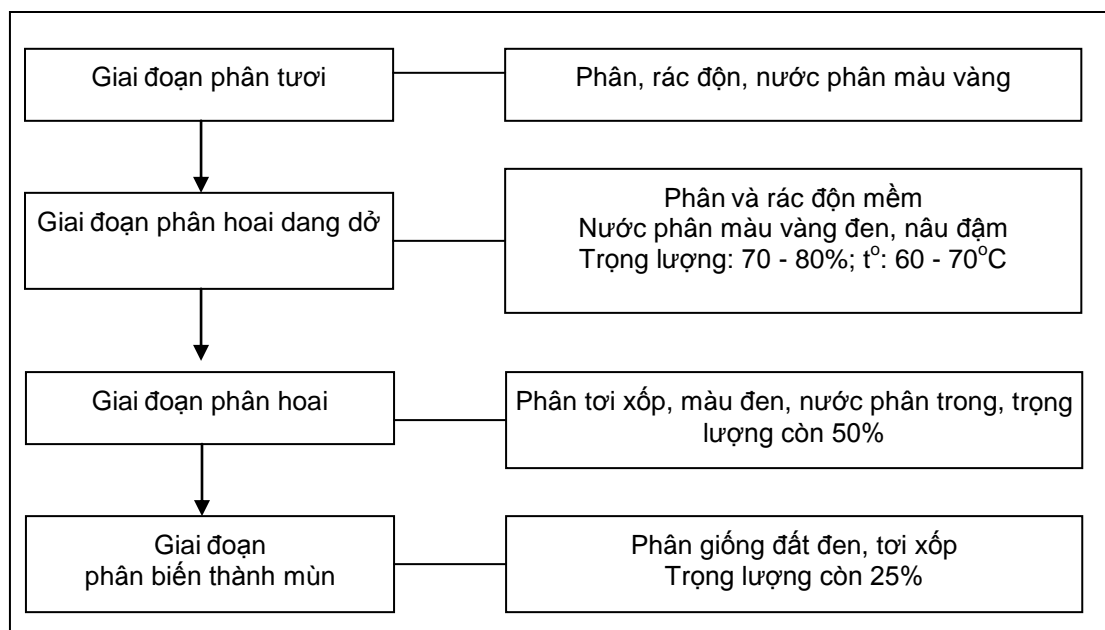 Giai đoạn phân tươi
Phân, rác độn, nước phân màu vàng
Giai đoạn phân hoai dang dở
Phân và rác độn mềm
Nước phân màu vàng đen, nâu đậm
Trọng lượng: 70 - 80%; tº: 60 - 70ºC
Giai đoạn phân hoai
Phân tơi xốp, màu đen, nước phân trong, trọng
lượng còn 50%
Giai đoạn
phân biến thành mùn
Phân giống đất đen, tơi xốp
Trọng lượng còn 25%